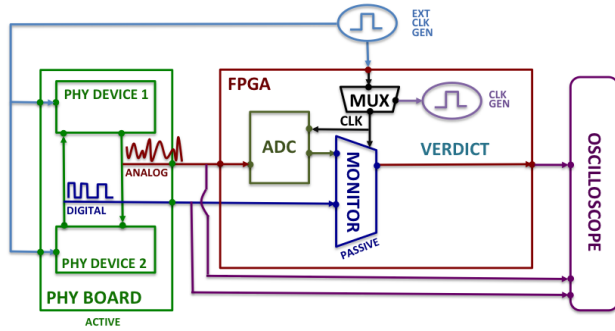 EXT
CLK
GEN
FPGA
PHY DEVICE 1
MUX
CLK
GEN
CLK
ADC
MONITOR
VERDICT
OSCILLOSCOPE
ANALOG
DIGITAL
PASSIVE
PHY DEVICE 2
PHY BOARD
ACTIVE